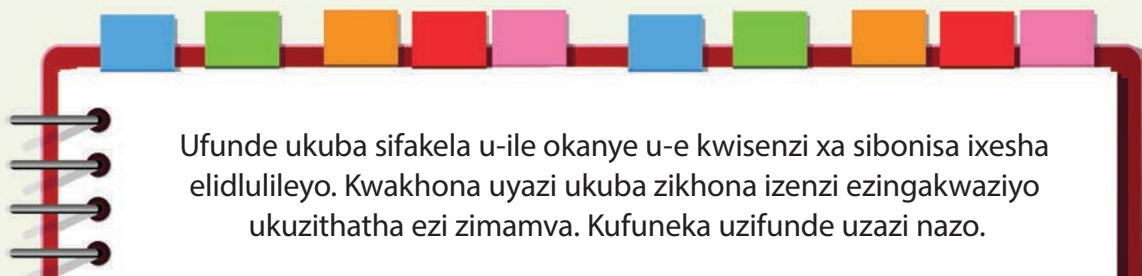 Ufunde ukuba sifakela u-ile okanye u-e kwisenzi xa sibonisa ixesha
elidlulileyo. Kwakhona uyazi ukuba zikhona izenzi ezingakwaziyo
ukuzithatha ezi zimamva. Kufuneka uzifunde uzazi nazo.